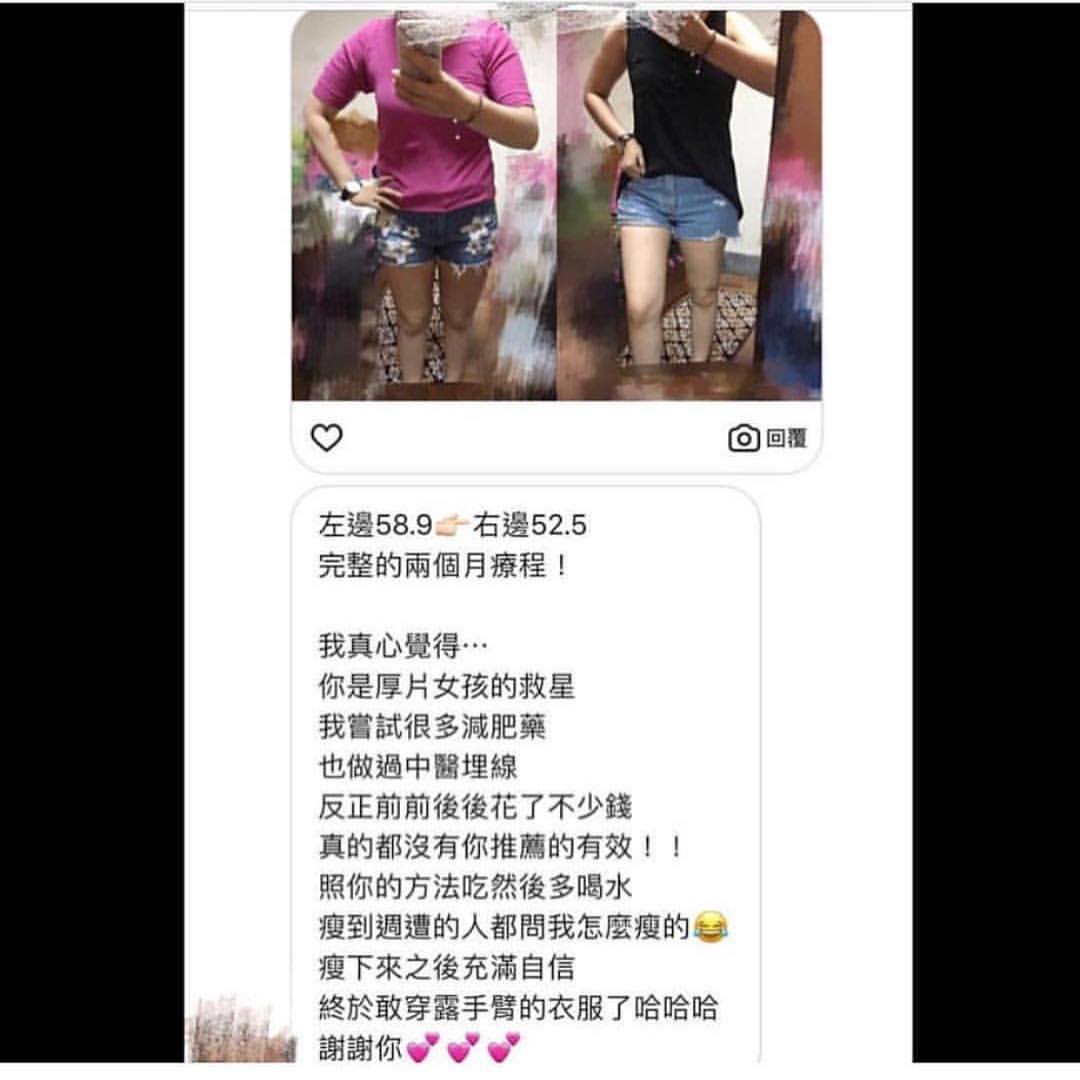 回覆
左邊58.9👉🏻右邊52.5
完整的兩個月療程！
我真心覺得⋯
你是厚片女孩的救星
我嘗試很多減肥藥
也做過中醫埋線
反正前前後後花了不少錢
真的都沒有你推薦的有效！！
照你的方法吃然後多喝水
瘦到週遭的人都問我怎麼瘦的😂
瘦下來之後充滿自信
終於敢穿露手臂的衣服了哈哈哈
謝謝你💕💕💕